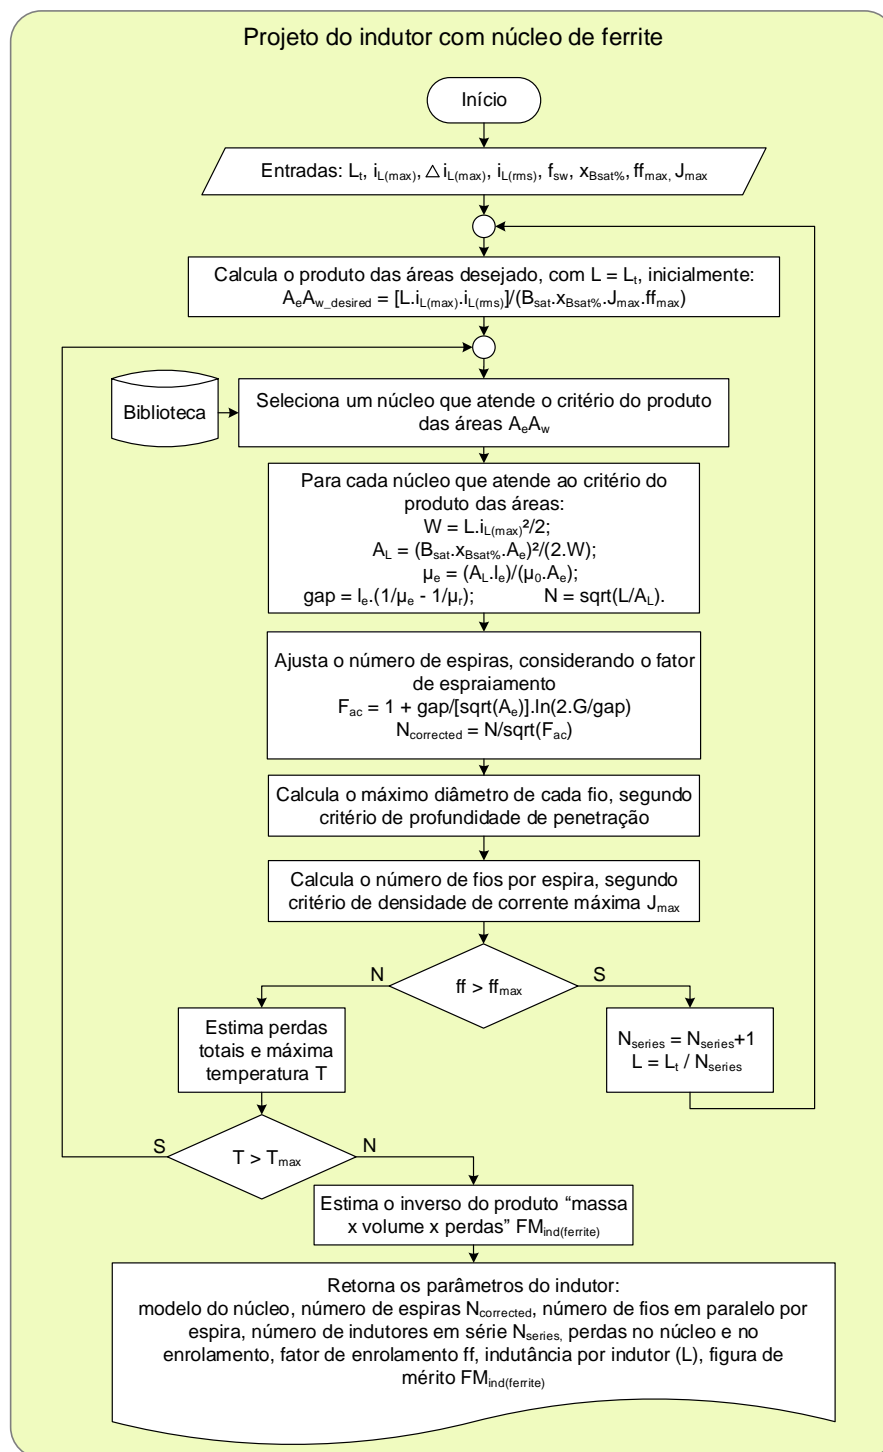 Projeto do indutor com núcleo de ferrite
Início
Entradas: Lt, iL(max), △ iL(max), iL(rms), fsw, xBsat%, ffmax, Jmax
Calcula o produto das áreas desejado, com L = Lt, inicialmente:
AeAw_desired = [L.iL(max).iL(rms)]/(Bsat.xBsat%.Jmax.ffmax)
Biblioteca
Seleciona um núcleo que atende o critério do produto
das áreas AeAw
Para cada núcleo que atende ao critério do
produto das áreas:
W = L.iL(max)²/2;
AL = (Bsat.xBsat%.Ae)²/(2.W);
µe = (AL.le)/(µ0.Ae);
gap = le.(1/µe - 1/µr); N = sqrt(L/AL).
Ajusta o número de espiras, considerando o fator
de espraiamento
Fac = 1 + gap/[sqrt(Ae)].ln(2.G/gap)
Ncorrected = N/sqrt(Fac)
Calcula o máximo diâmetro de cada fio, segundo
critério de profundidade de penetração
Calcula o número de fios por espira, segundo
critério de densidade de corrente máxima Jmax
N
ff > ffmax
S
Estima perdas
totais e máxima
temperatura T
Nseries = Nseries+1
L = Lt / Nseries
S
T > Tmax
N
Estima o inverso do produto “massa
x volume x perdas” FMind(ferrite)
Retorna os parâmetros do indutor:
modelo do núcleo, número de espiras Ncorrected, número de fios em paralelo por
espira, número de indutores em série Nseries, perdas no núcleo e no
enrolamento, fator de enrolamento ff, indutância por indutor (L), figura de
mérito FMind(ferrite)